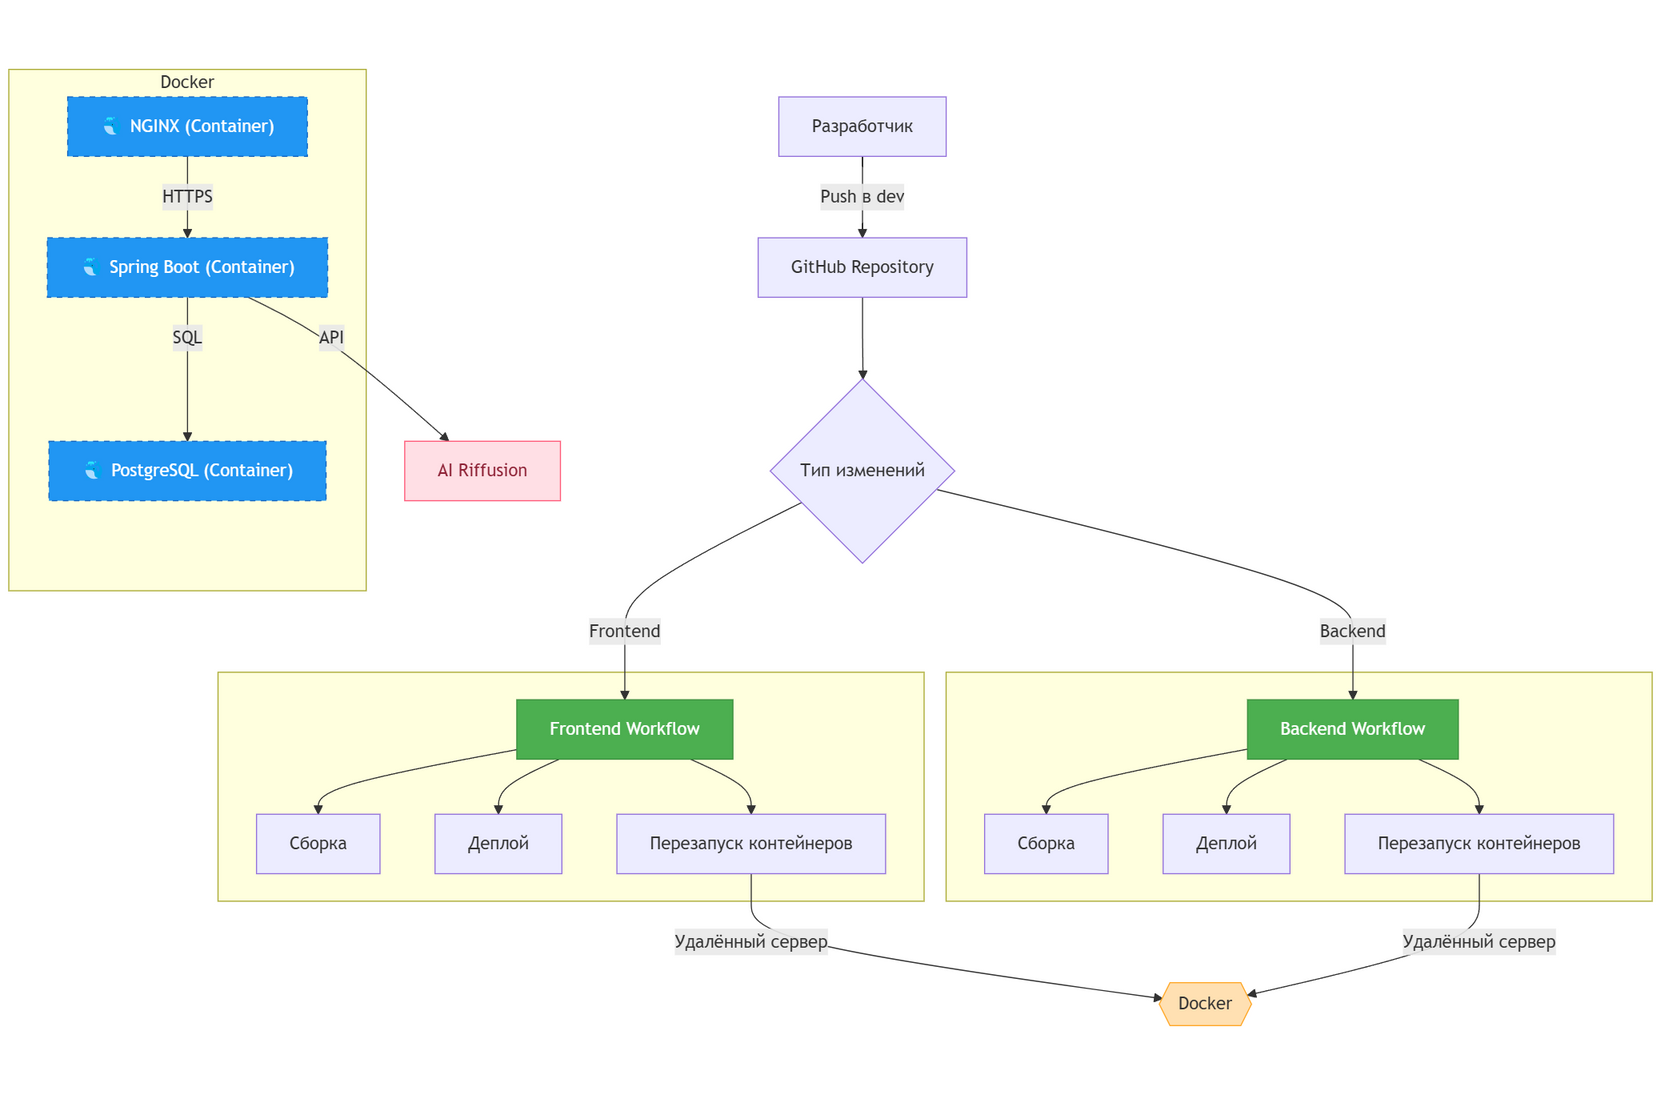 Docker
NGINX (Container)
HTTPS
Spring Boot (Container)
SQL
API
PostgreSQL (Container)
AI Riffusion
Разработчик
Push в dev
GitHub Repository
Тип изменений
Frontend
Backend
Frontend Workflow
Сборка
Деплой
Перезапуск контейнеров
Удалённый сервер
Backend Workflow
Сборка
Деплой
Перезапуск контейнеров
Удалённый сервер
Docker